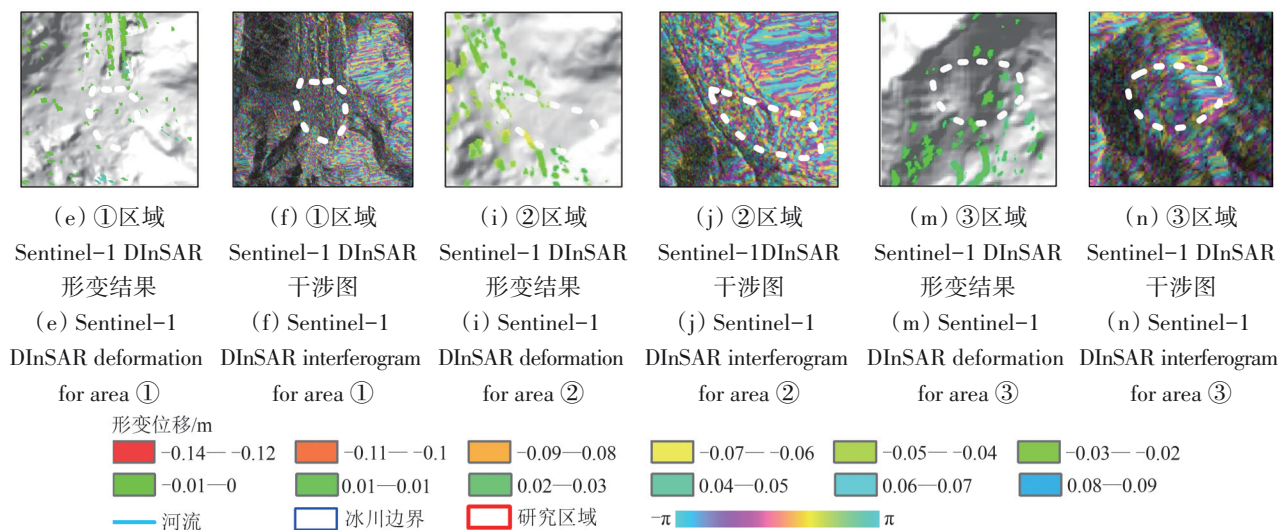 (e) ①区域
Sentinel-1 DInSAR
形变结果
(e) Sentinel-1
DInSAR deformation
for area ①
(f) ①区域
Sentinel-1 DInSAR
干涉图
(f) Sentinel-1
DInSAR interferogram
for area ①
(i) ②区域
Sentinel-1 DInSAR
形变结果
(i) Sentinel-1
DInSAR deformation
for area ②
(j) ②区域
Sentinel-1DInSAR
干涉图
(j) Sentinel-1
DInSAR interferogram
for area ②
(m) ③区域
Sentinel-1 DInSAR
形变结果
(m) Sentinel-1
DInSAR deformation
for area ③
(n) ③区域
Sentinel-1 DInSAR
干涉图
(n) Sentinel-1
DInSAR interferogram
for area ③
形变位移/m
-0.14— -0.12
-0.11— -0.1
-0.09—-0.08
-0.07— -0.06
-0.05— -0.04
-0.03— -0.02
-0.01—0
0.01—0.01
0.02—0.03
0.04—0.05
0.06—0.07
0.08—0.09
河流
冰川边界
研究区域
-π
π